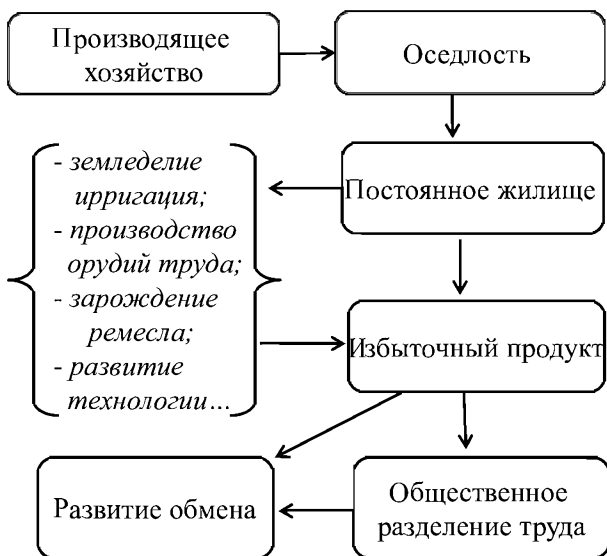 Производящее
хозяйство
Оседлость
- земледелие
ирригация;
- производство
орудий труда;
- зарождение
ремесла;
- развитие
технологии…
Постоянное жилище
Избыточный продукт
Развитие обмена
Общественное
разделение труда